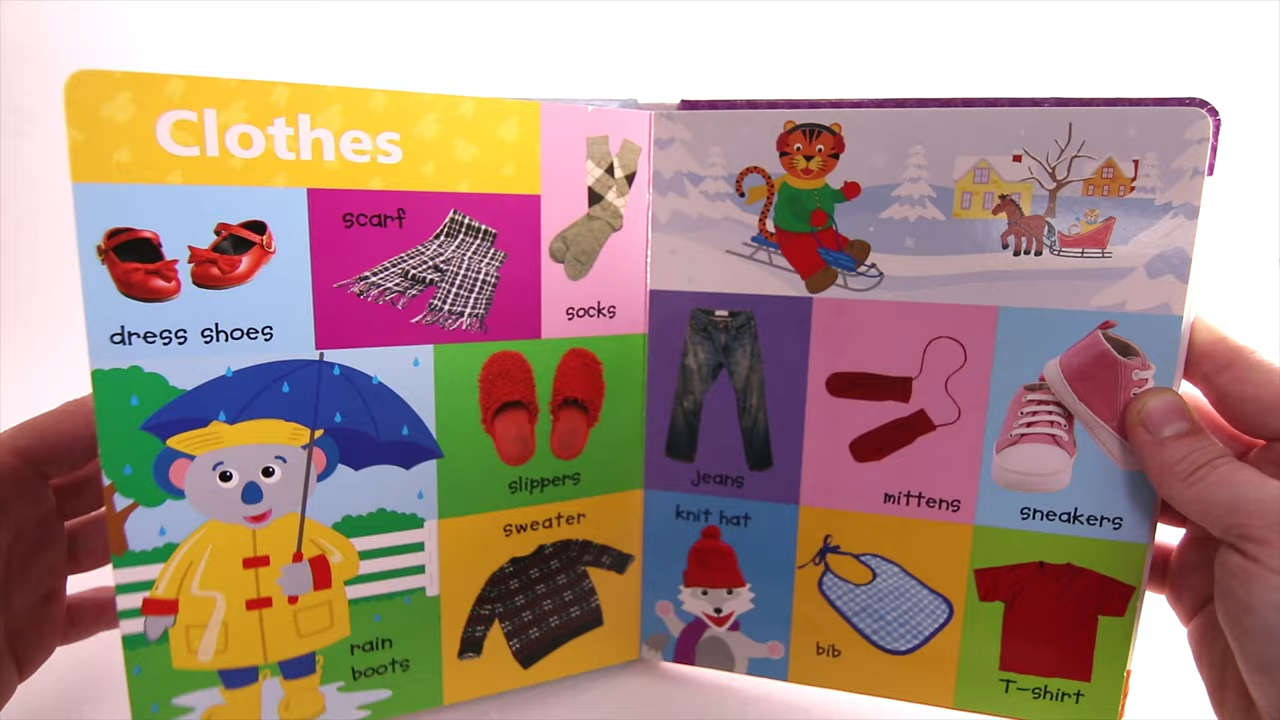 Clothes
dress shoes
scarf
socks
slippers
sweater
rain
boots
jeans
mittens
sneakers
knit hat
bib
T-shirt